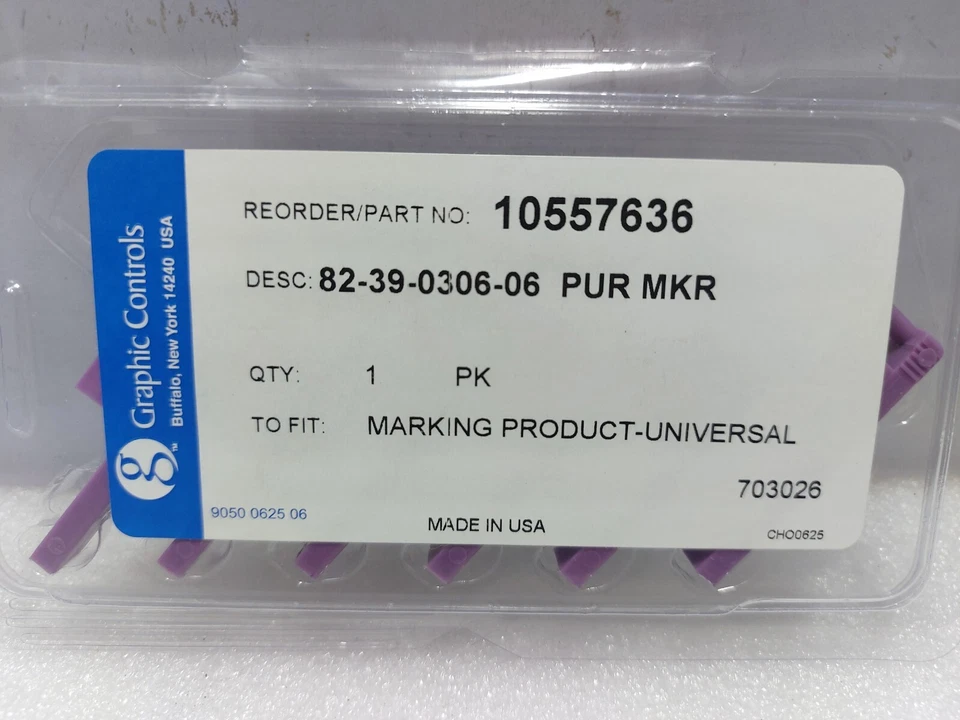 Graphic Controls
Buffalo, New York 14240 USA
g™
REORDER/PART NO: 10557636
DESC: 82-39-0306-06 PUR MKR
QTY: 1 PK
TO FIT: MARKING PRODUCT-UNIVERSAL
703026
9050 0625 06
MADE IN USA
CHO0625